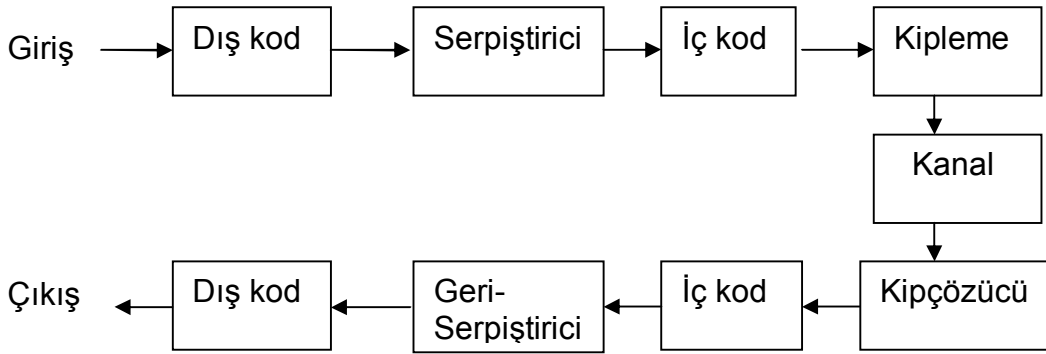 Giriş
Dış kod
Serpiştirici
İç kod
Kipleme
Kanal
Çıkış
Dış kod
Geri-
Serpiştirici
İç kod
Kipçözücü